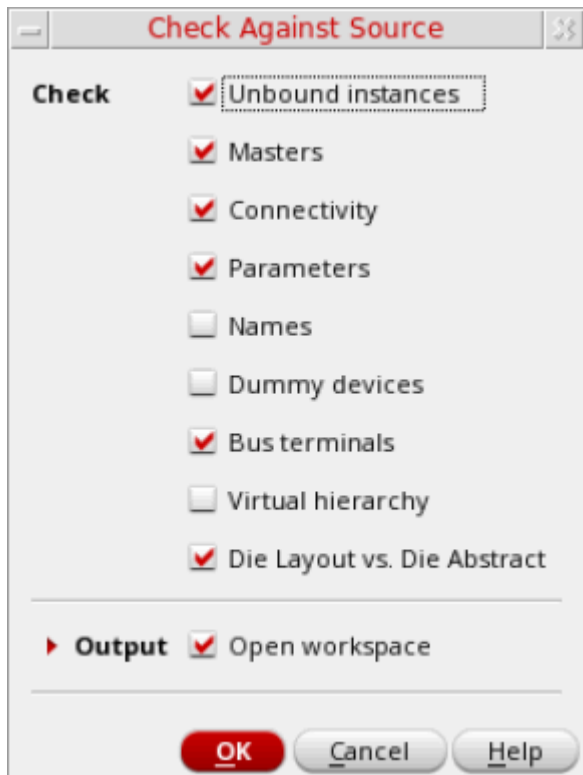 Check Against Source
Check Unbound instances
Masters
Connectivity
Parameters
Names
Dummy devices
Bus terminals
Virtual hierarchy
Die Layout vs. Die Abstract
Output Open workspace
OK Cancel Help